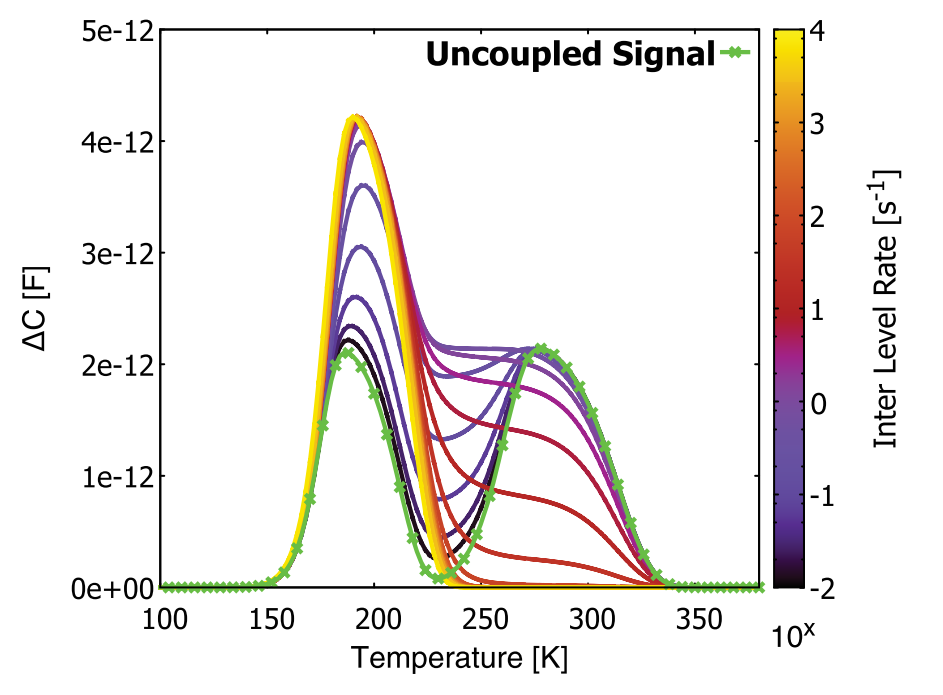 5e-12
4e-12
3e-12
2e-12
1e-12
0e+00
ΔC [F]
100 150 200 250 300 350
Temperature [K]
Uncoupled Signal
4
3
2
1
0
-1
-2
10x
Inter Level Rate [s-1]